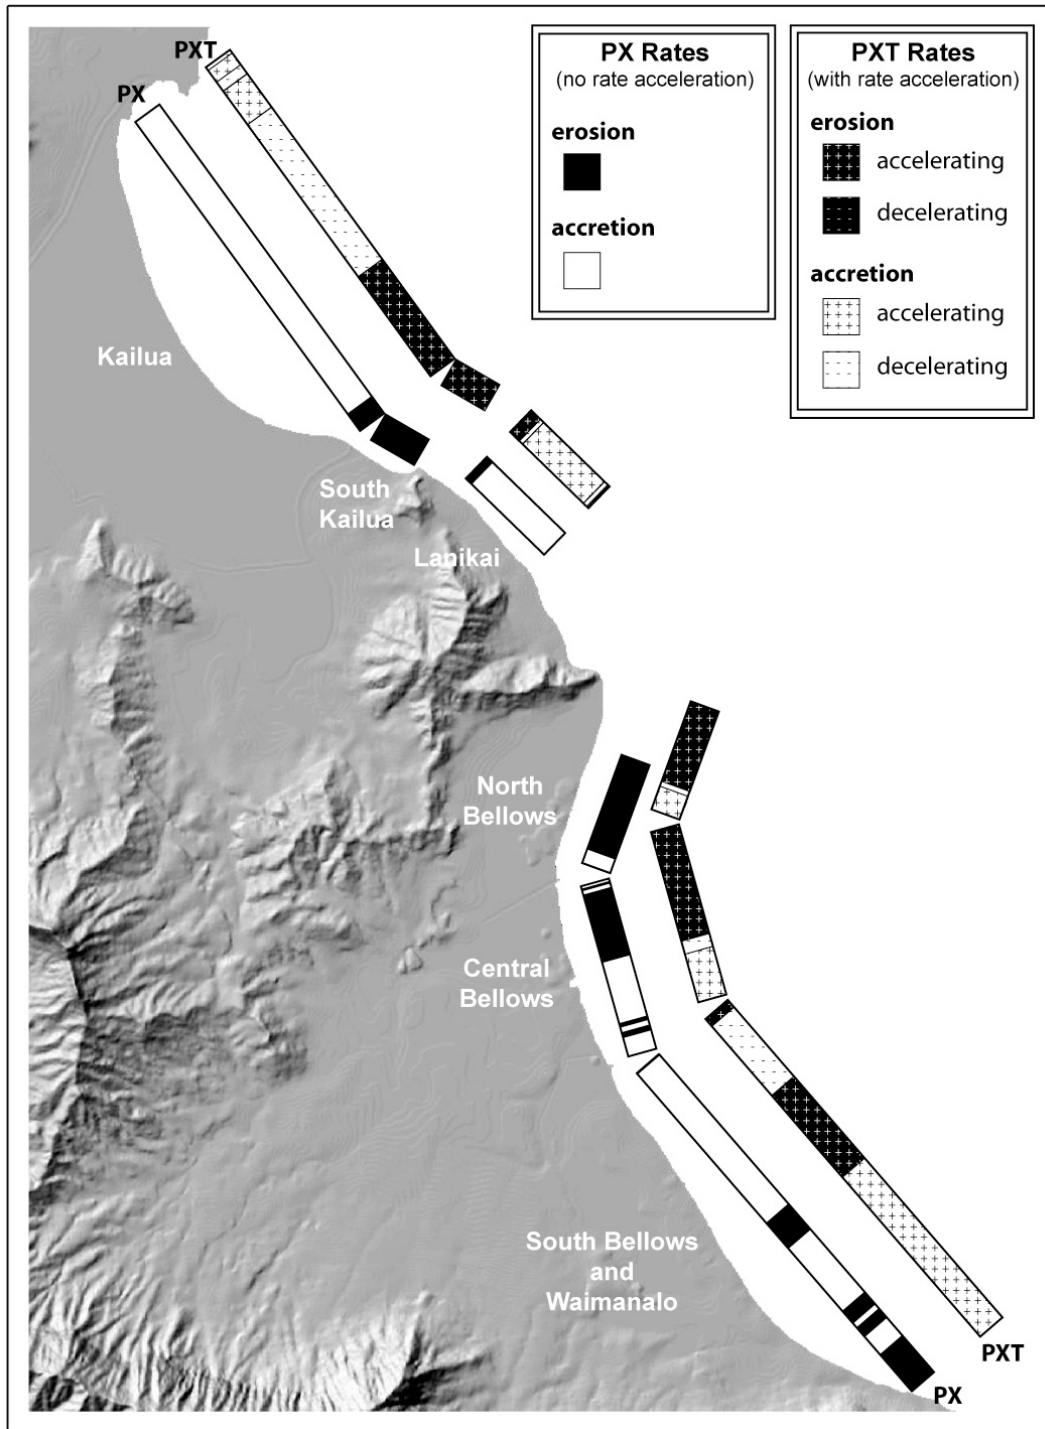 PXT
PX
PX Rates
(no rate acceleration)
erosion
accretion
PXT Rates
(with rate acceleration)
erosion
accelerating
decelerating
accretion
accelerating
decelerating
Kailua
South
Kailua
Lanikai
North
Bellows
Central
Bellows
South Bellows
and
Waimanalo
PXT
PX